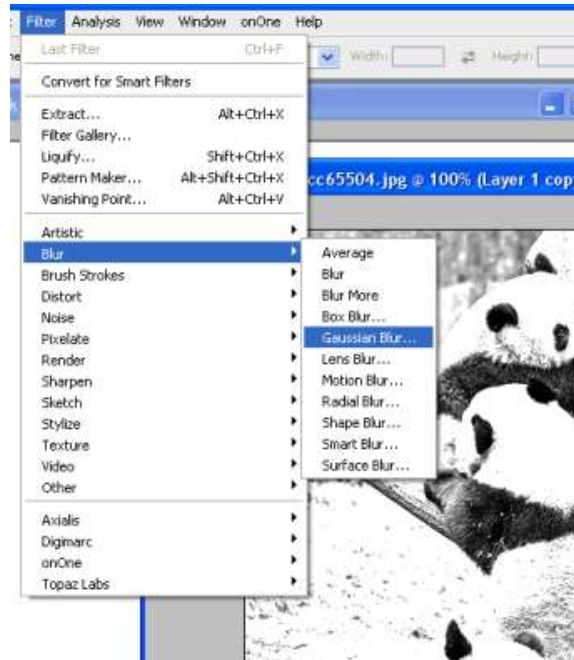 Filter Analysis View Window onOne Help
Last Filter Ctrl+F
Width: Height:
Convert for Smart Filters
Extract... Alt+Ctrl+X
Filter Gallery...
Liquify... Shift+Ctrl+X
Pattern Maker... Alt+Shift+Ctrl+X
Vanishing Point... Alt+Ctrl+V
cc65504.jpg @ 100% (Layer 1 cop
Artistic
Blur
Brush Strokes
Distort
Noise
Pixelate
Render
Sharpen
Sketch
Stylize
Texture
Video
Other
Axialis
Digimarc
onOne
Topaz Labs
Average
Blur
Blur More
Box Blur...
Gaussian Blur...
Lens Blur...
Motion Blur...
Radial Blur...
Shape Blur...
Smart Blur...
Surface Blur...